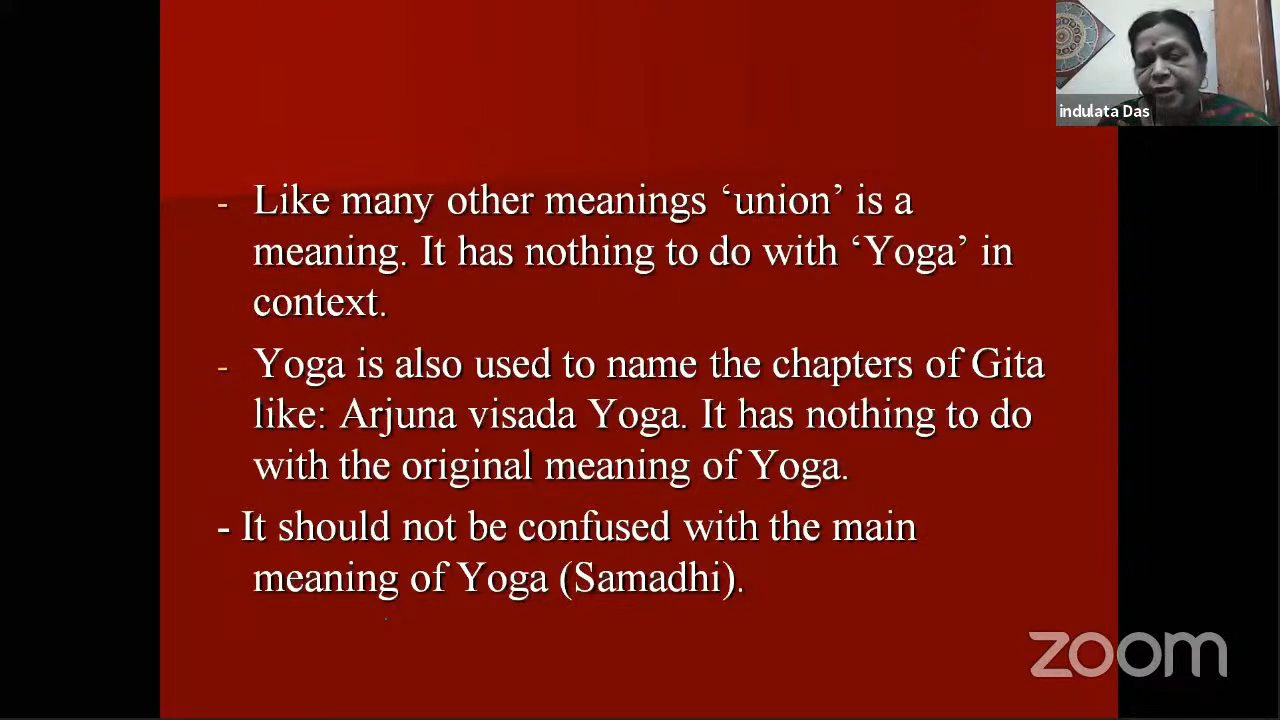 indulata Das
- Like many other meanings ‘union’ is a
meaning. It has nothing to do with ‘Yoga’ in
context.
- Yoga is also used to name the chapters of Gita
like: Arjuna visada Yoga. It has nothing to do
with the original meaning of Yoga.
- It should not be confused with the main
meaning of Yoga (Samadhi).
zoom